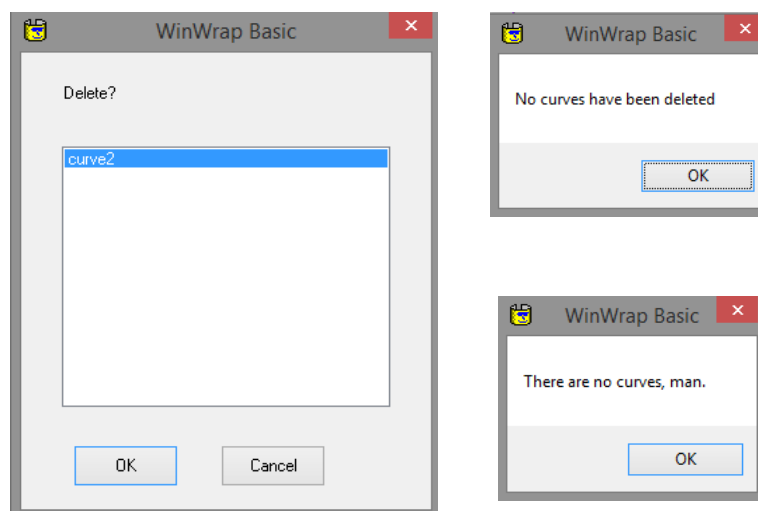 WinWrap Basic
Delete?
curve2
OK Cancel
WinWrap Basic
No curves have been deleted
OK
WinWrap Basic
There are no curves, man.
OK